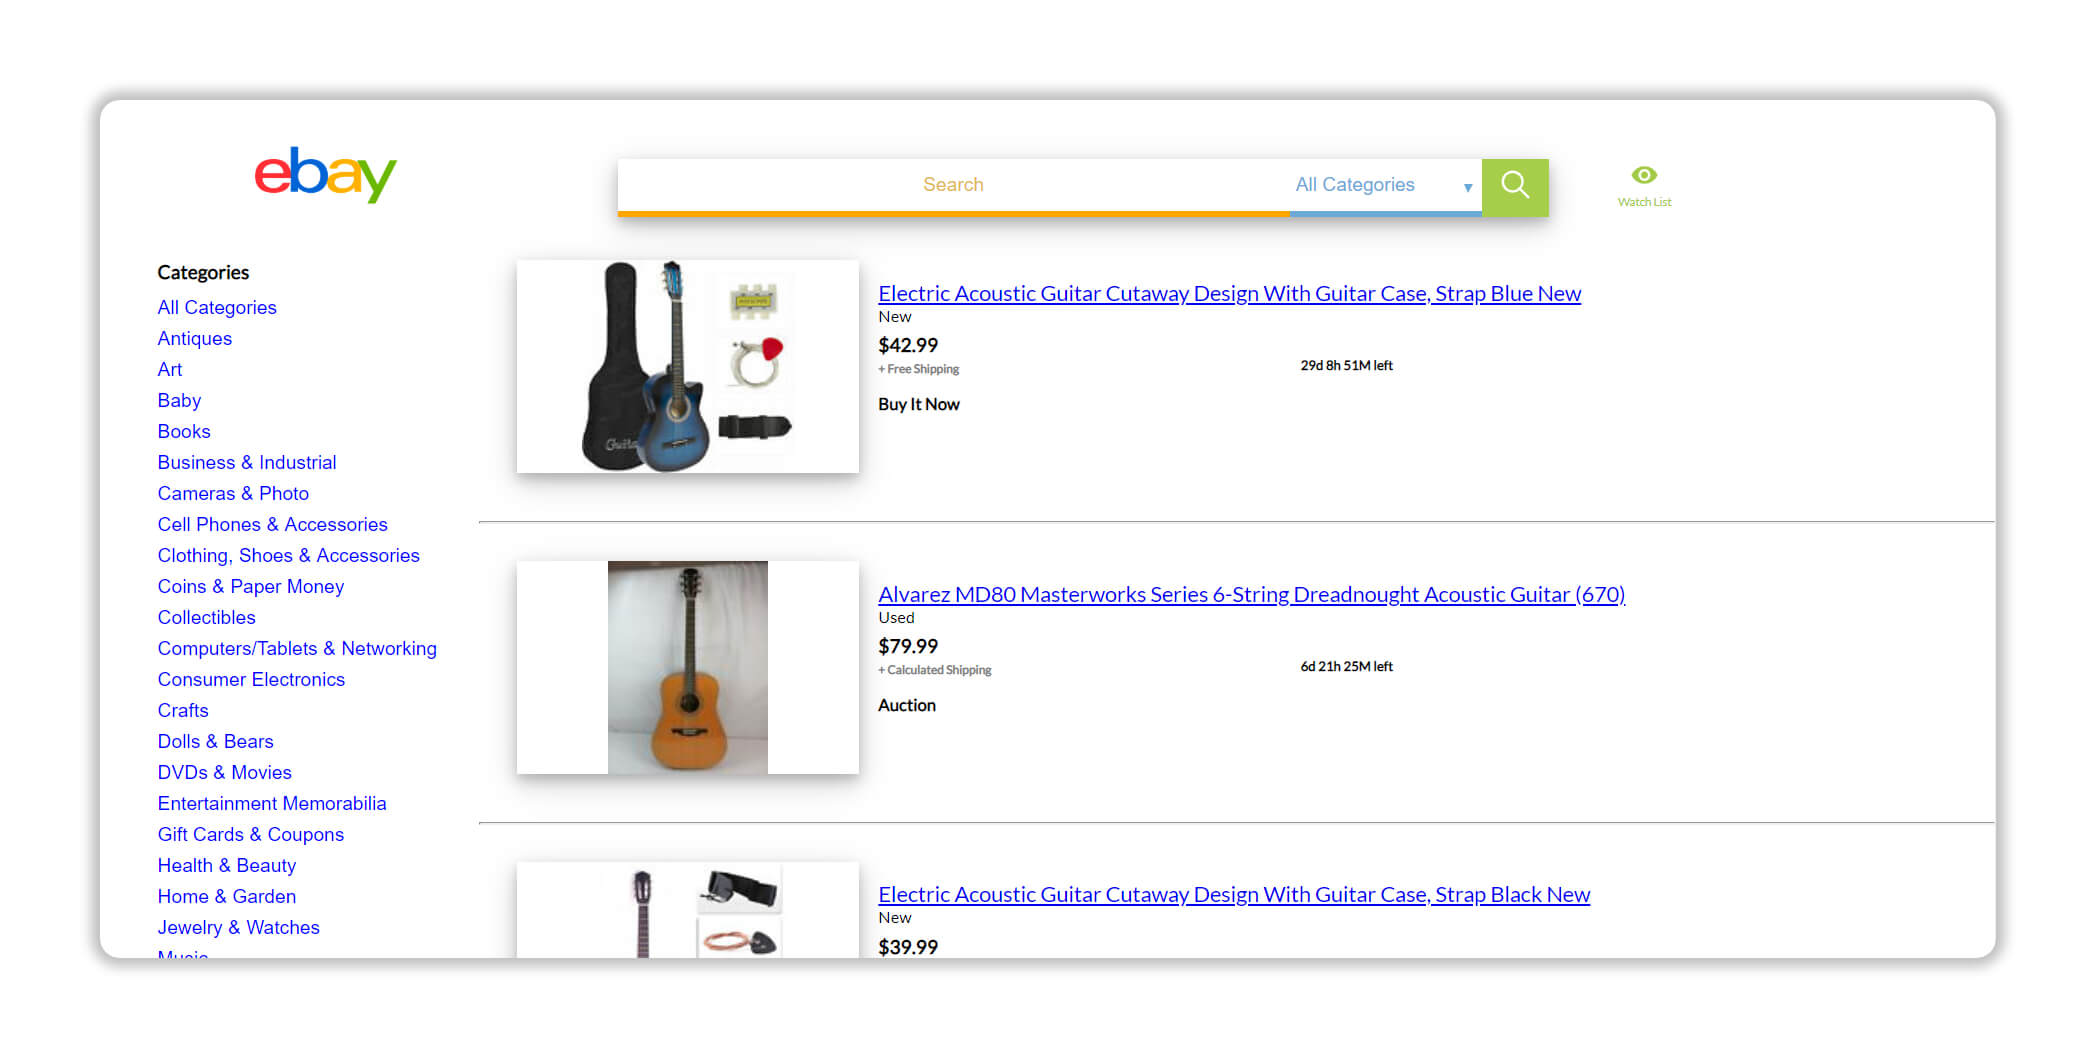 ebay
Search
All Categories ▼
Watch List
Categories
All Categories
Antiques
Art
Baby
Books
Business & Industrial
Cameras & Photo
Cell Phones & Accessories
Clothing, Shoes & Accessories
Coins & Paper Money
Collectibles
Computers/Tablets & Networking
Consumer Electronics
Crafts
Dolls & Bears
DVDs & Movies
Entertainment Memorabilia
Gift Cards & Coupons
Health & Beauty
Home & Garden
Jewelry & Watches
Music
Electric Acoustic Guitar Cutaway Design With Guitar Case, Strap Blue New
New
$42.99
+ Free Shipping
29d 8h 51M left
Buy It Now
Alvarez MD80 Masterworks Series 6-String Dreadnought Acoustic Guitar (670)
Used
$79.99
+ Calculated Shipping
6d 21h 25M left
Auction
Electric Acoustic Guitar Cutaway Design With Guitar Case, Strap Black New
New
$39.99